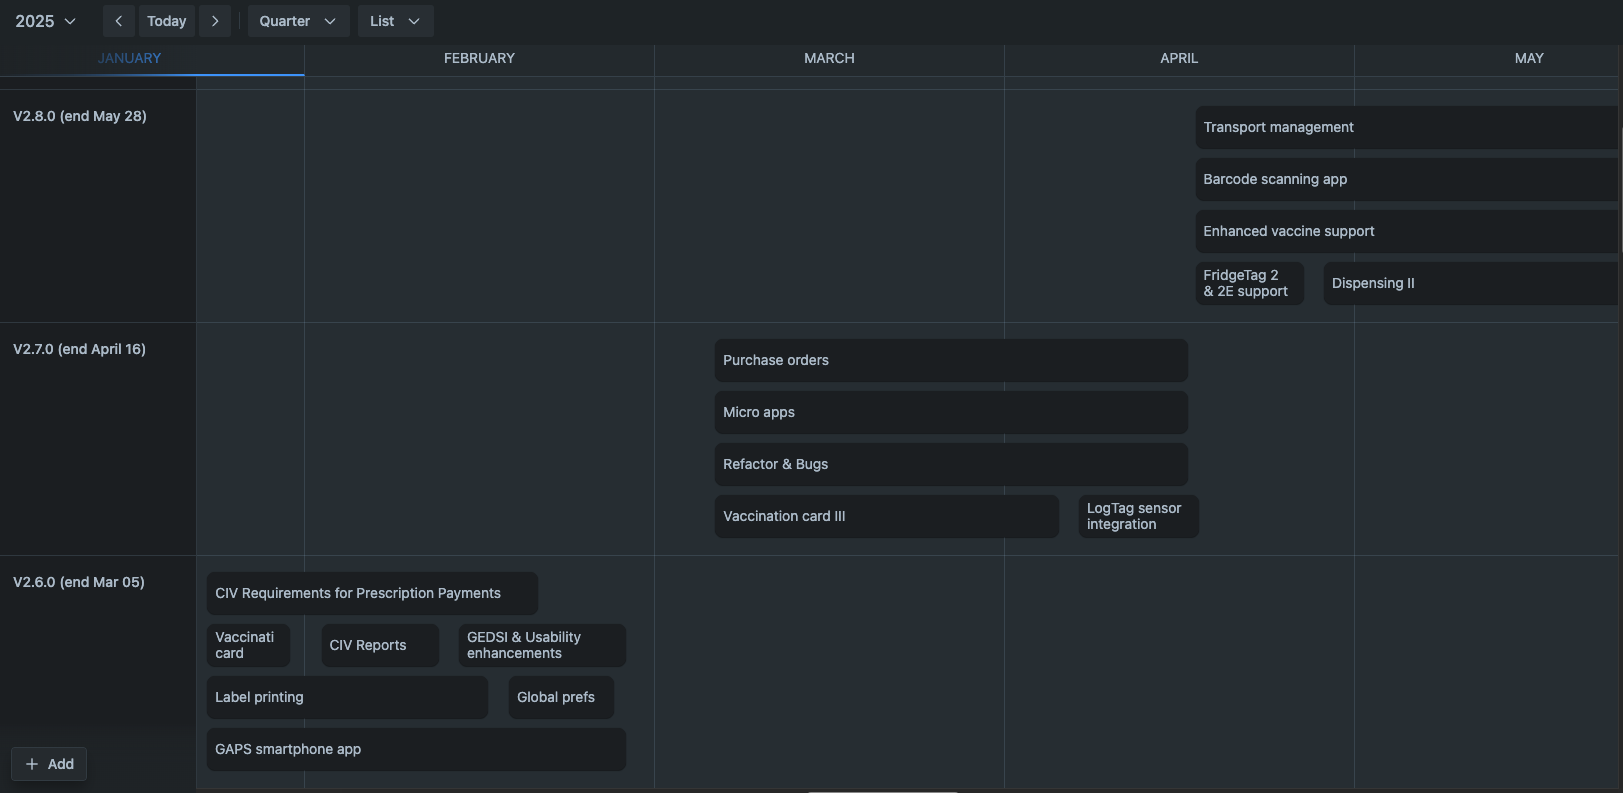 2025
Today
Quarter
List
JANUARY
FEBRUARY
MARCH
APRIL
MAY
V2.8.0 (end May 28)
Transport management
Barcode scanning app
Enhanced vaccine support
FridgeTag 2
& 2E support
Dispensing II
V2.7.0 (end April 16)
Purchase orders
Micro apps
Refactor & Bugs
Vaccination card III
LogTag sensor
integration
V2.6.0 (end Mar 05)
CIV Requirements for Prescription Payments
Vaccinati
card
CIV Reports
GEDSI & Usability
enhancements
Label printing
Global prefs
GAPS smartphone app
Add